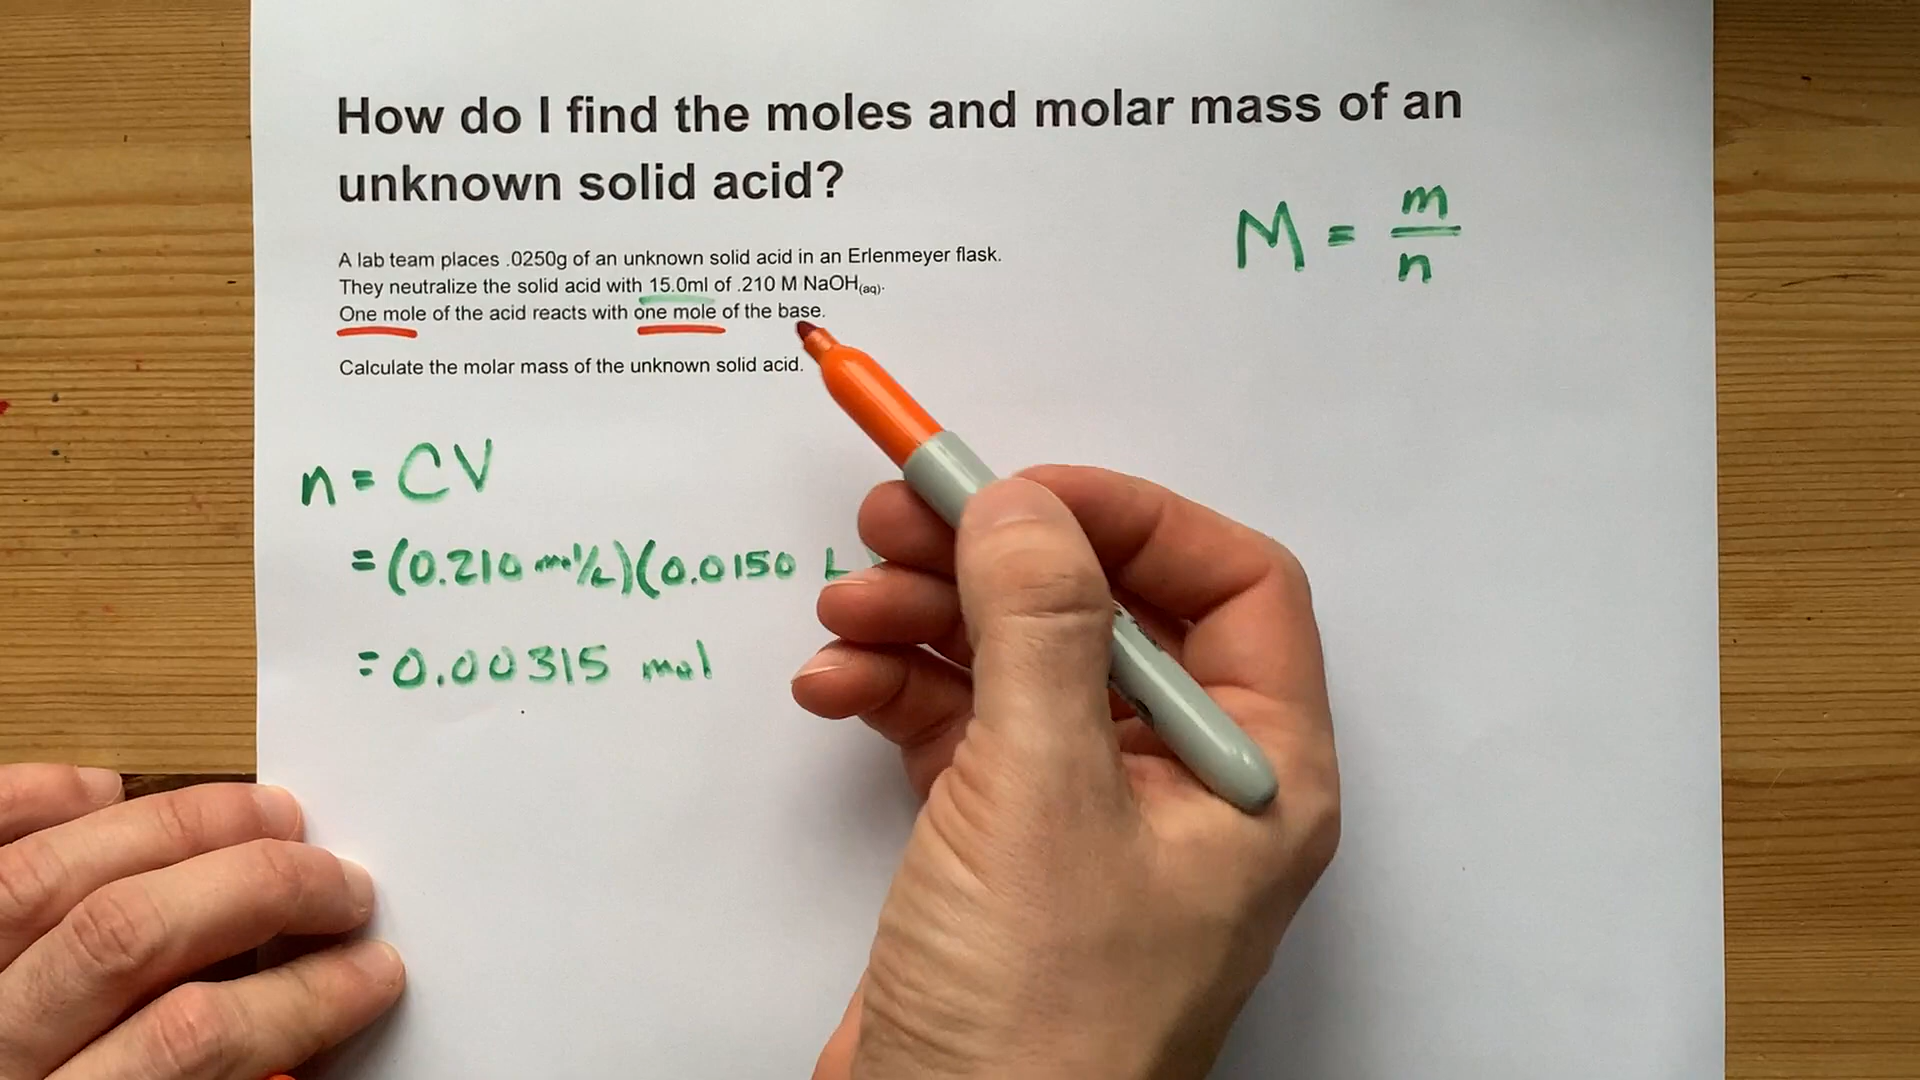 How do I find the moles and molar mass of an
unknown solid acid?
A lab team places .0250g of an unknown solid acid in an Erlenmeyer flask.
They neutralize the solid acid with 15.0ml of .210 M NaOH(aq).
One mole of the acid reacts with one mole of the base.
Calculate the molar mass of the unknown solid acid.
M = m/n
n = CV
= (0.210 mol/L)(0.0150 L)
= 0.00315 mol